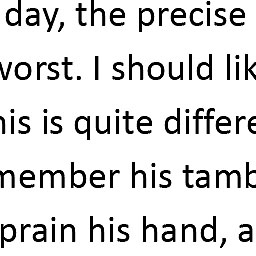 day, the precise
worst. I should lik
his is quite differe
member his tamb
prain his hand, a